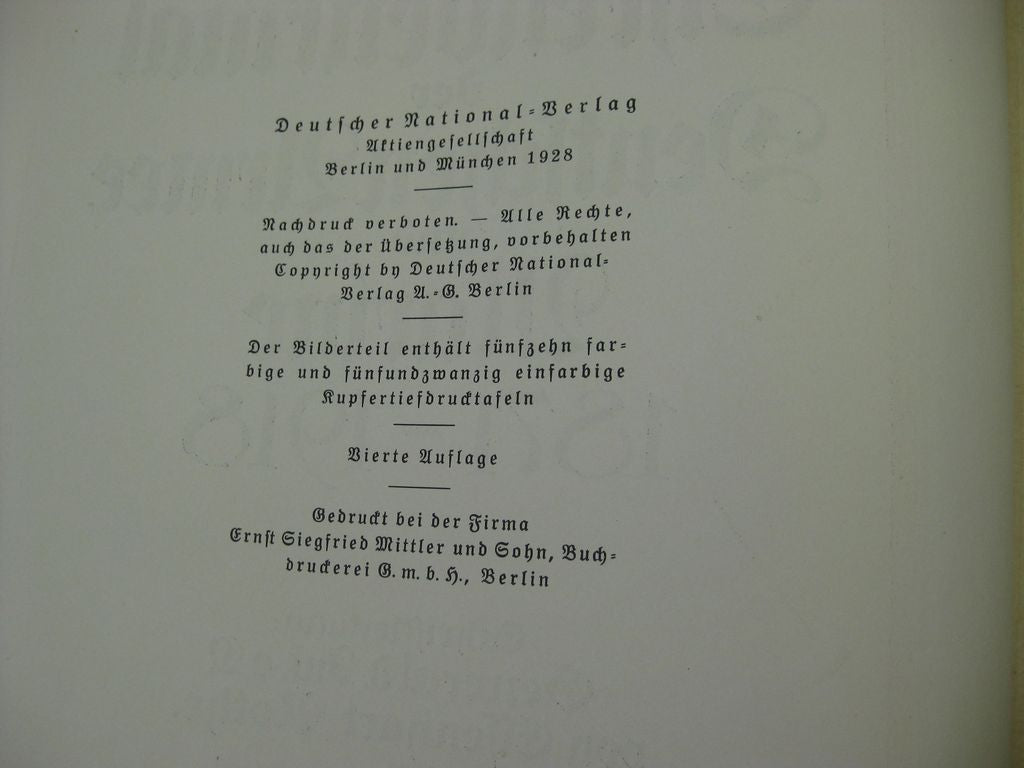 Deutscher National-Verlag
Aktiengesellschaft
Berlin und München 1928
Nachdruck verboten. — Alle Rechte,
auch das der Übersetzung, vorbehalten
Copyright by Deutscher National-
Verlag A.-G. Berlin
Der Bilderteil enthält fünfzehn far-
bige und fünfundzwanzig einfarbige
Kupfertiefdrucktafeln
Vierte Auflage
Gedruckt bei der Firma
Ernst Siegfried Mittler und Sohn, Buch-
druckerei G. m. b. H., Berlin